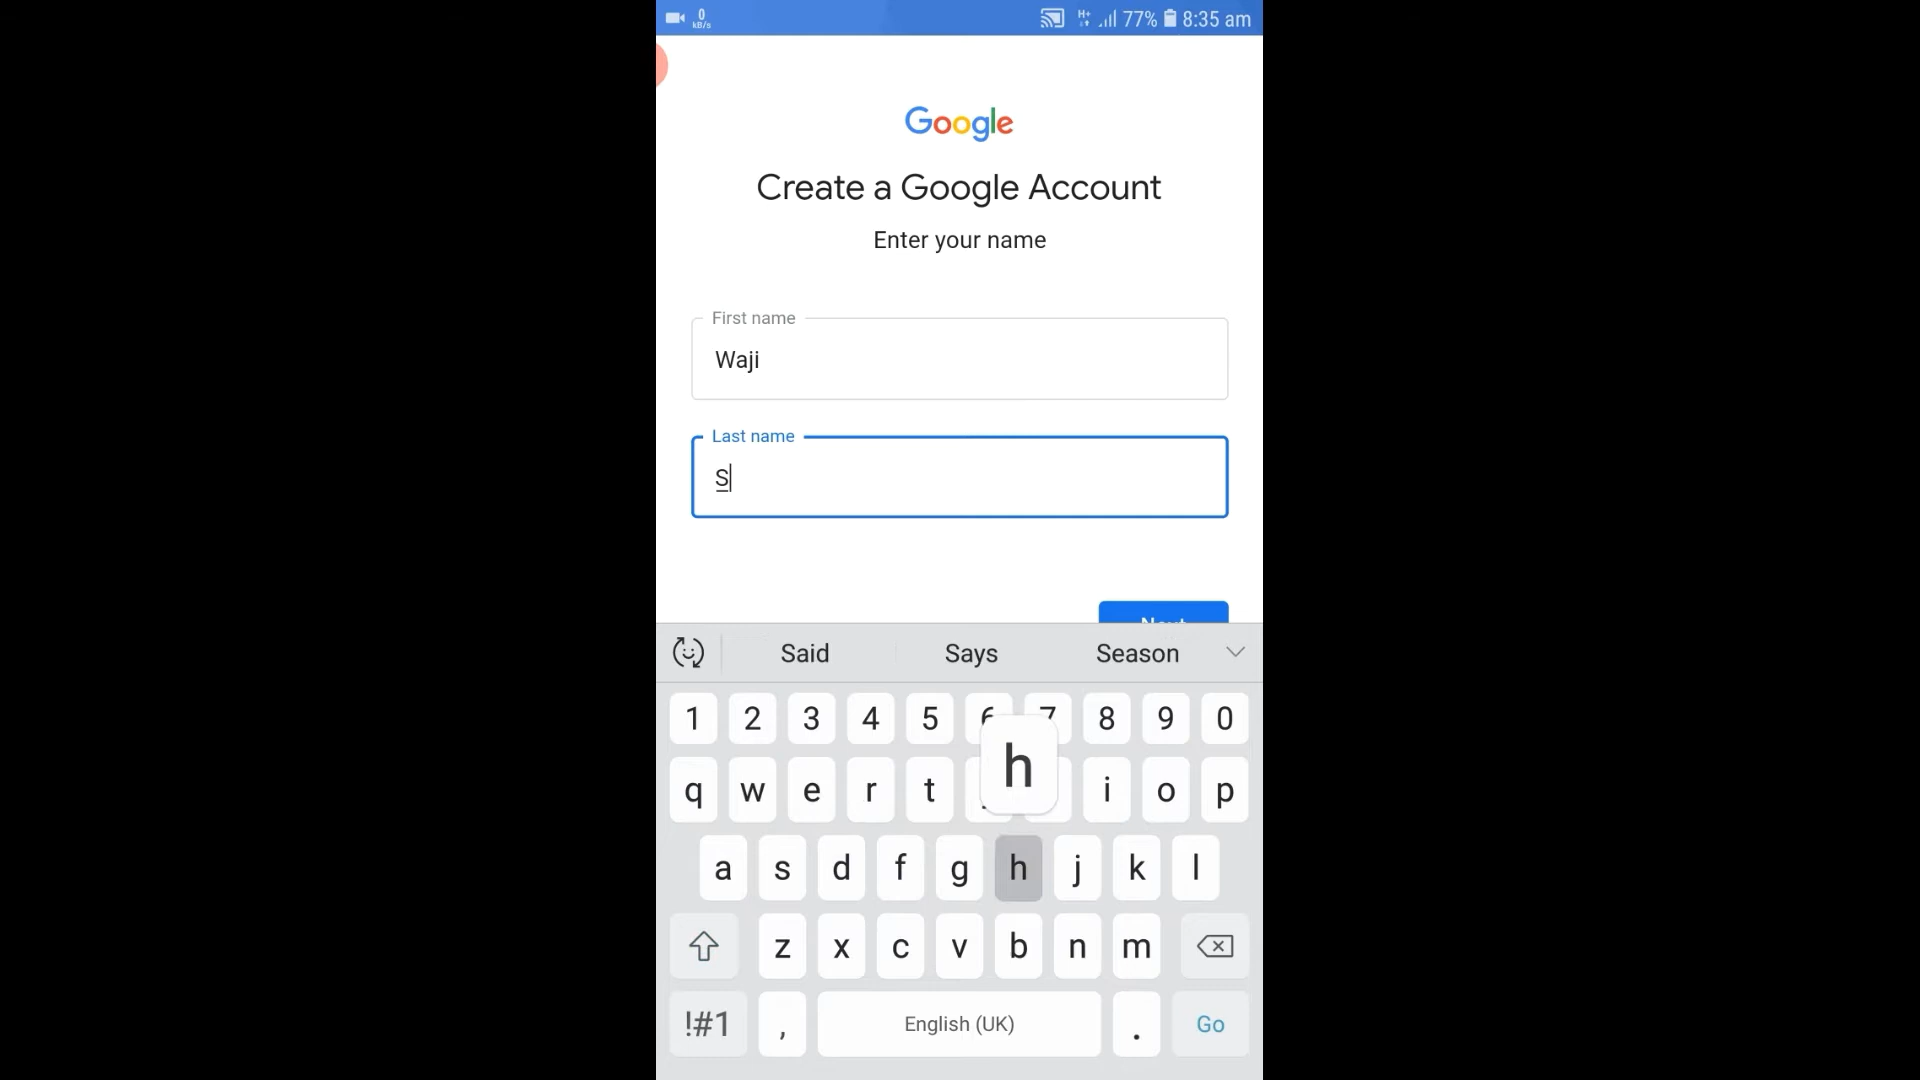 0
kB/s
H+ 77% 8:35 am
Google
Create a Google Account
Enter your name
First name
Waji
Last name
S
Next
Said Says Season
1 2 3 4 5 6 7 8 9 0
h
q w e r t i o p
a s d f g h j k l
z x c v b n m
!#1 , English (UK) . Go